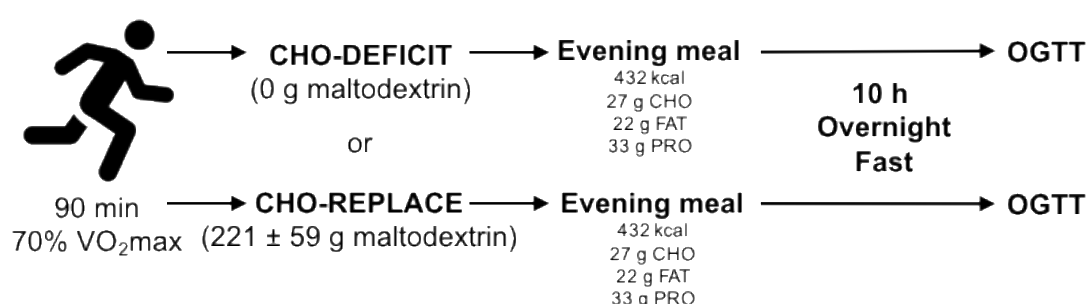 CHO-DEFICIT
(0 g maltodextrin)
Evening meal
432 kcal
27 g CHO
22 g FAT
33 g PRO
OGTT
10 h
Overnight
Fast
or
90 min
70% VO₂max
CHO-REPLACE
(221 ± 59 g maltodextrin)
Evening meal
432 kcal
27 g CHO
22 g FAT
33 g PRO
OGTT